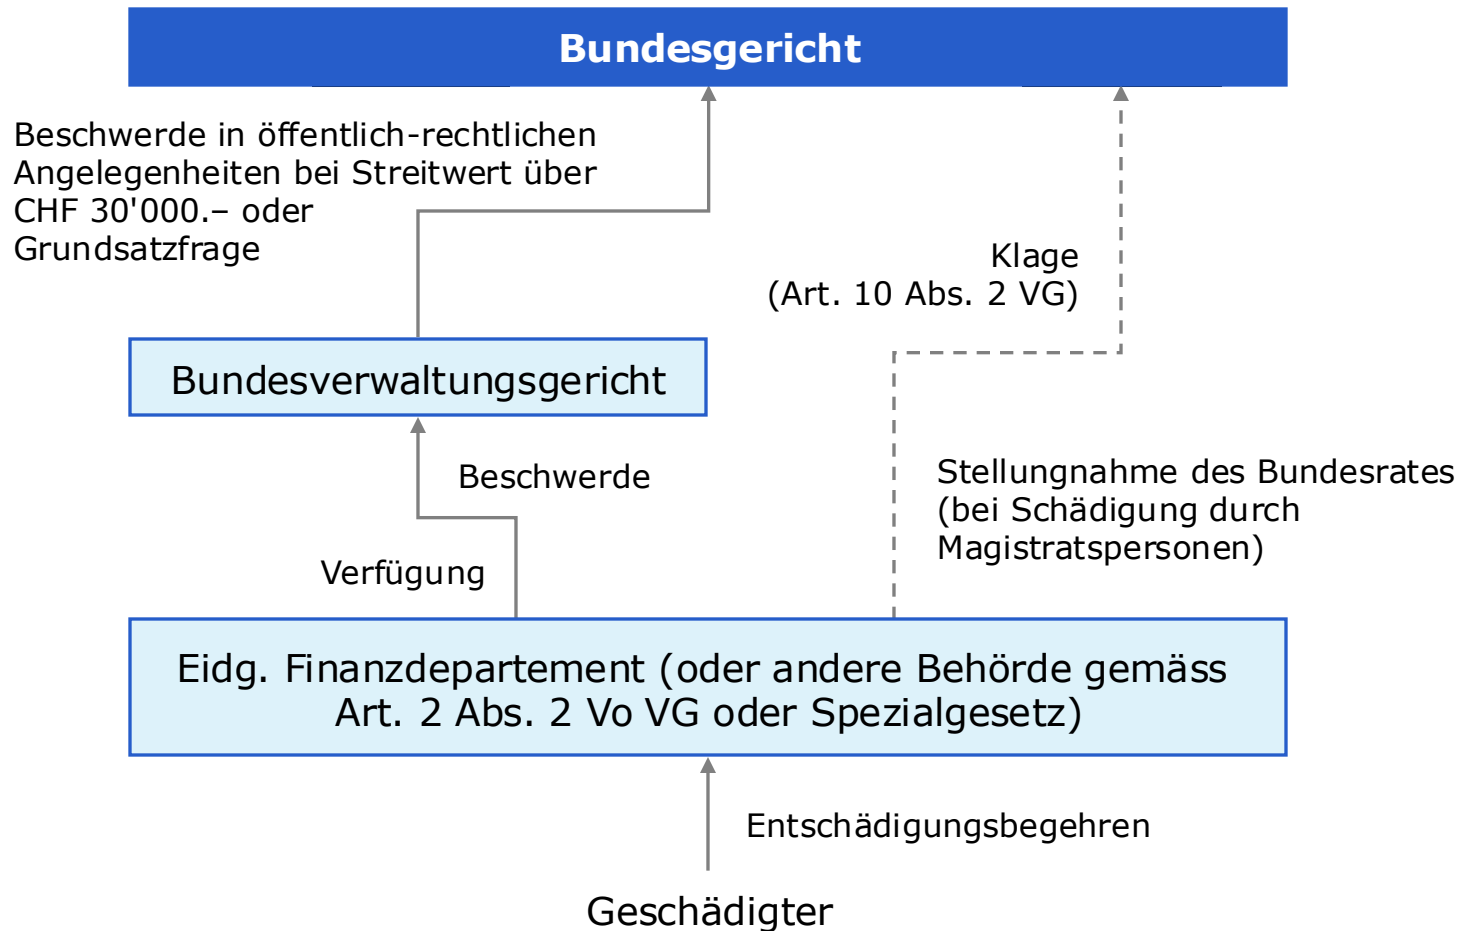 Bundesgericht
Beschwerde in öffentlich-rechtlichen
Angelegenheiten bei Streitwert über
CHF 30'000.– oder
Grundsatzfrage
Klage
(Art. 10 Abs. 2 VG)
Bundesverwaltungsgericht
Beschwerde
Stellungnahme des Bundesrates
(bei Schädigung durch
Magistratspersonen)
Verfügung
Eidg. Finanzdepartement (oder andere Behörde gemäss
Art. 2 Abs. 2 Vo VG oder Spezialgesetz)
Entschädigungsbegehren
Geschädigter